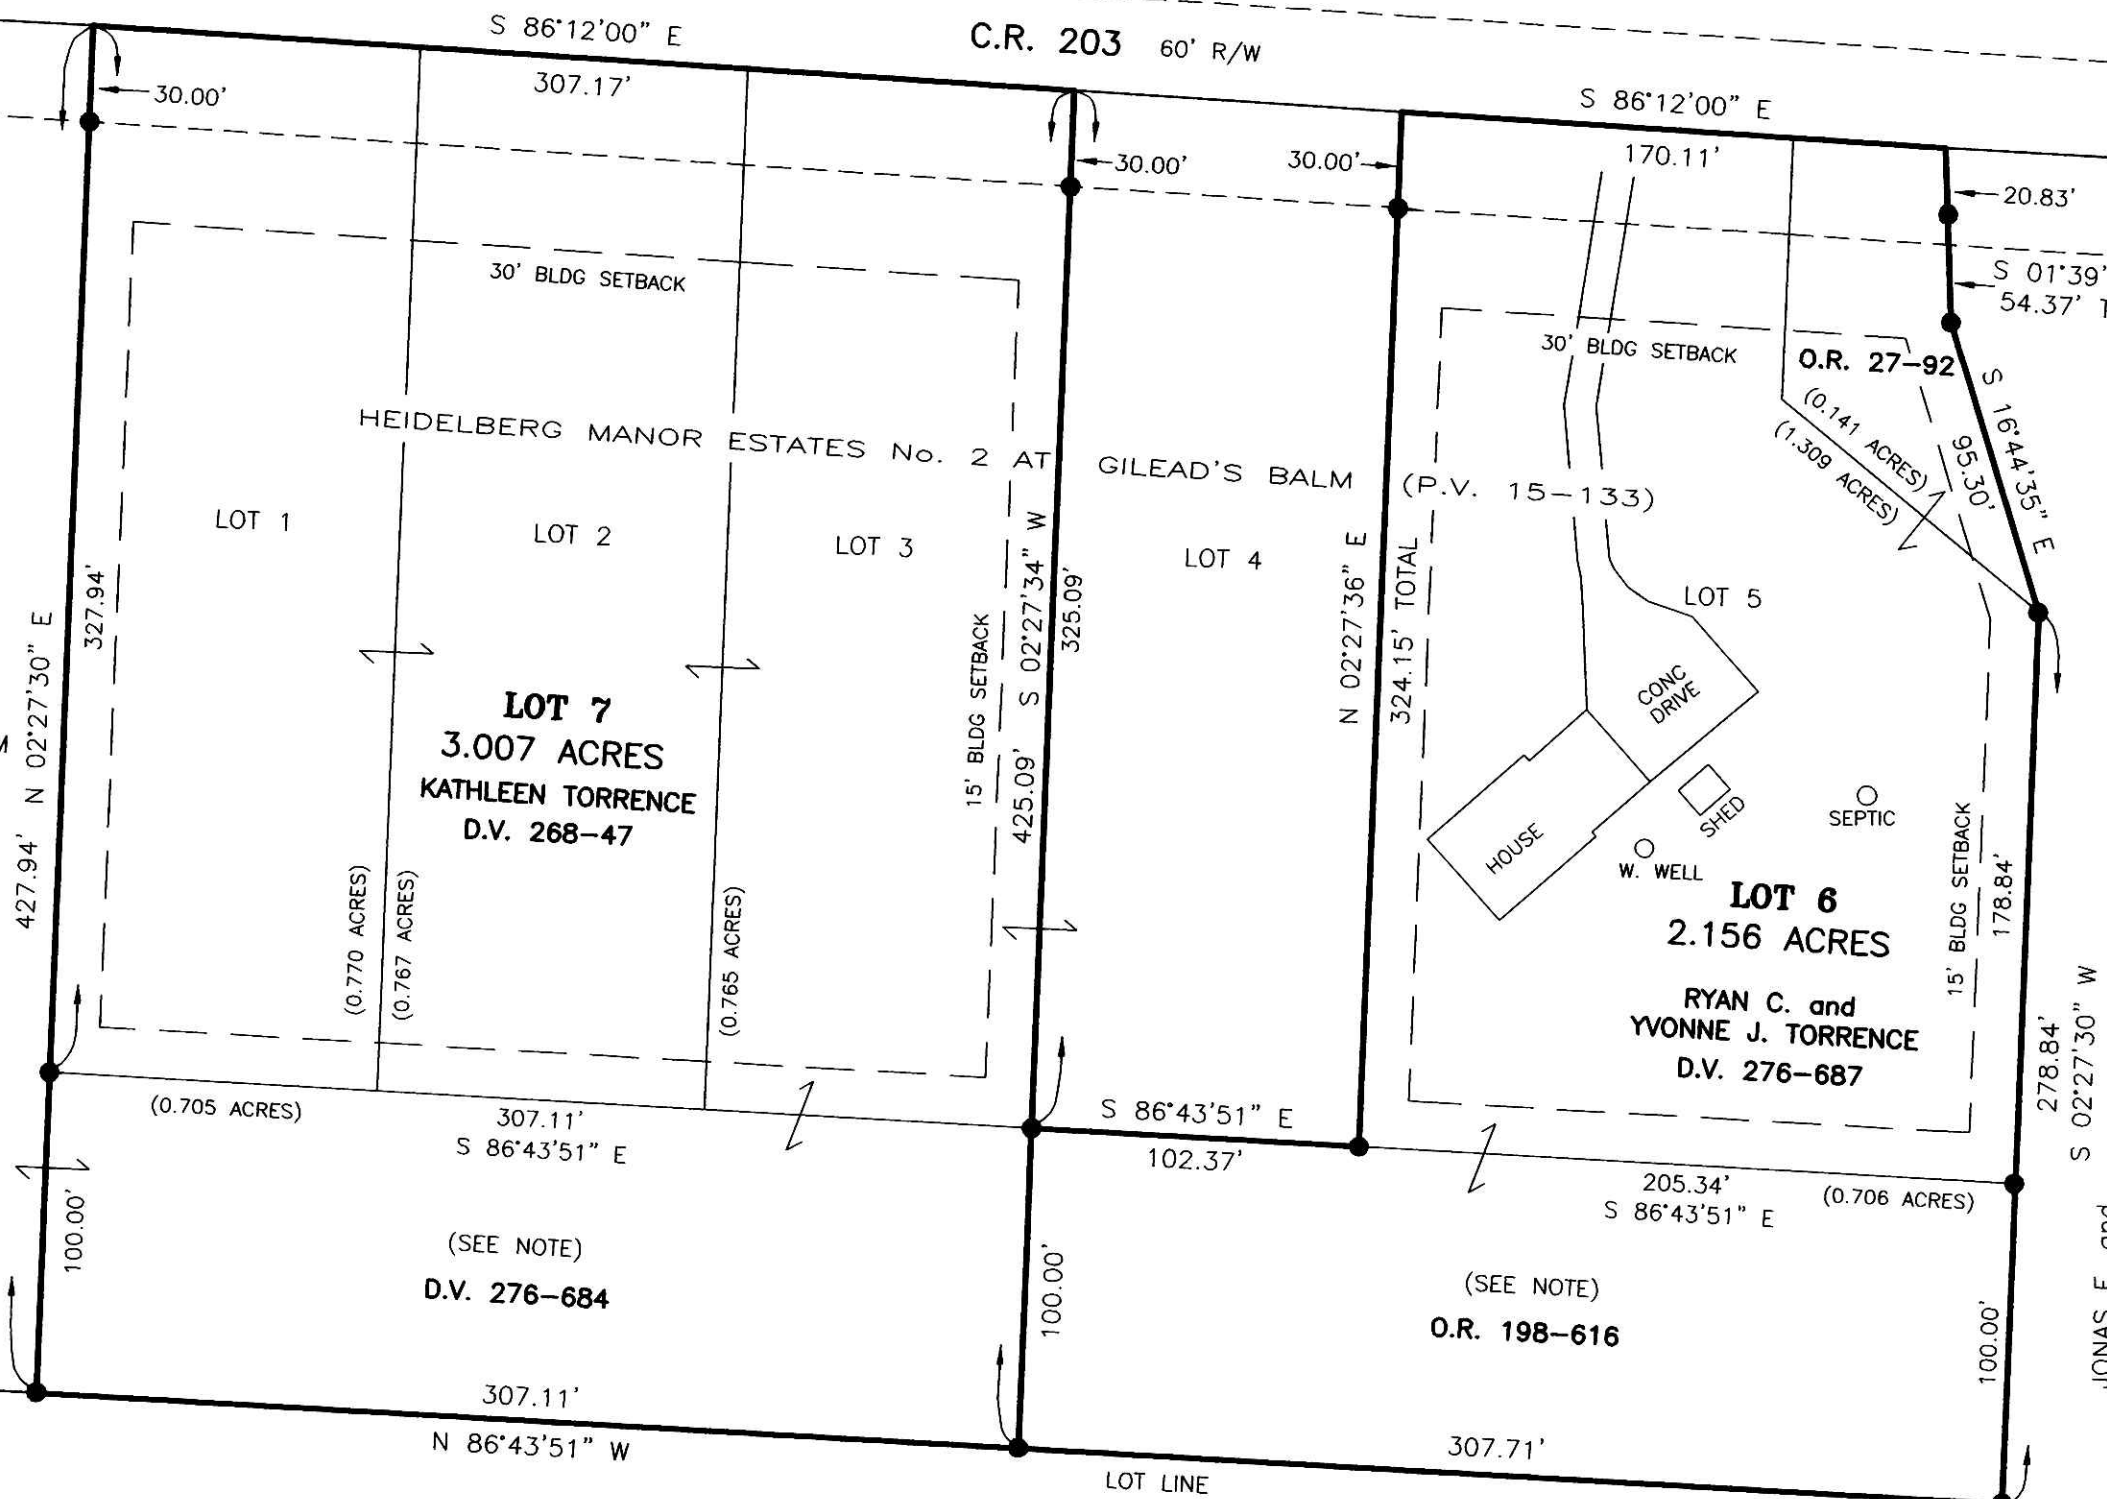 S 86°12'00" E
C.R. 203 60' R/W
307.17'
30.00'
S 86°12'00" E
170.11'
30.00'
30.00'
20.83'
S 01°39'
54.37'
30' BLDG SETBACK
30' BLDG SETBACK
O.R. 27-92
(0.141 ACRES)
(1.309 ACRES)
S 16°44'35" E
95.30'
HEIDELBERG MANOR ESTATES No. 2 AT GILEAD'S BALM (P.V. 15-133)
LOT 1
LOT 2
LOT 3
LOT 4
LOT 5
327.94'
427.94' N 02°27'30" E
15' BLDG SETBACK
425.09' S 02°27'34" W
325.09'
N 02°27'36" E
324.15' TOTAL
LOT 7
3.007 ACRES
KATHLEEN TORRENCE
D.V. 268-47
CONC
DRIVE
HOUSE
SHED
SEPTIC
W. WELL
LOT 6
2.156 ACRES
RYAN C. and
YVONNE J. TORRENCE
D.V. 276-687
15' BLDG SETBACK
178.84'
278.84'
S 02°27'30" W
(0.770 ACRES)
(0.767 ACRES)
(0.765 ACRES)
(0.705 ACRES)
307.11'
S 86°43'51" E
S 86°43'51" E
102.37'
205.34'
S 86°43'51" E
(0.706 ACRES)
100.00'
(SEE NOTE)
D.V. 276-684
100.00'
(SEE NOTE)
O.R. 198-616
100.00'
JONAS E. and
307.11'
N 86°43'51" W
307.71'
LOT LINE